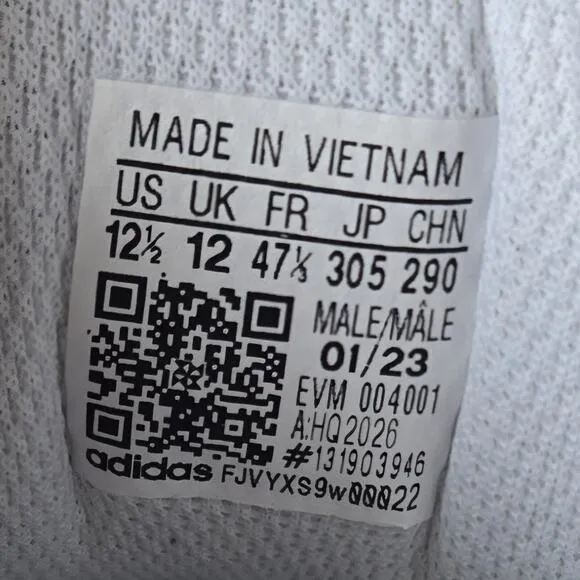 MADE IN VIETNAM
US UK FR JP CHN
12½ 12 47⅓ 305 290
MALE/MÂLE
01/23
EVM 004001
A:HQ2026
#131903946
adidas FJVYXS9w00022